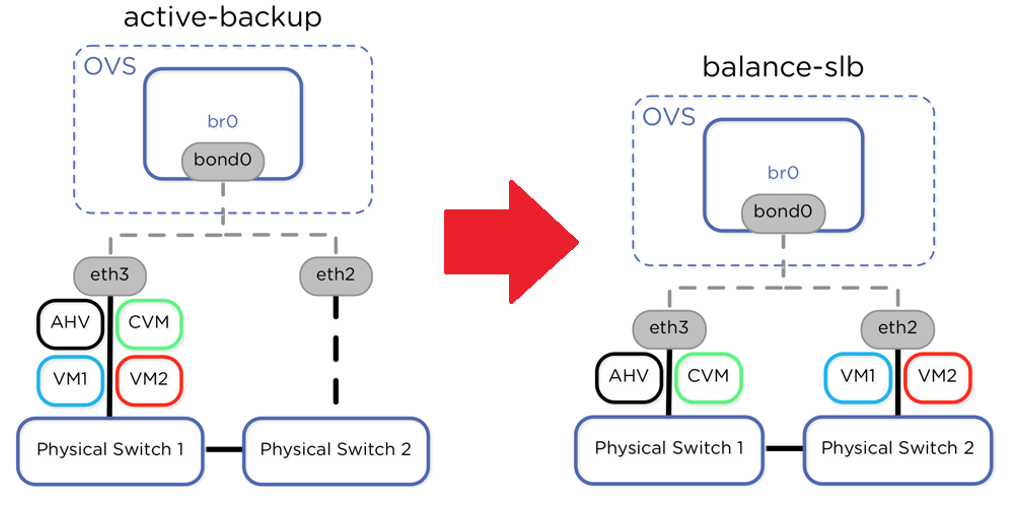 active-backup
OVS
br0
bond0
eth3
eth2
AHV
CVM
VM1
VM2
Physical Switch 1
Physical Switch 2
balance-slb
OVS
br0
bond0
eth3
eth2
AHV
CVM
VM1
VM2
Physical Switch 1
Physical Switch 2